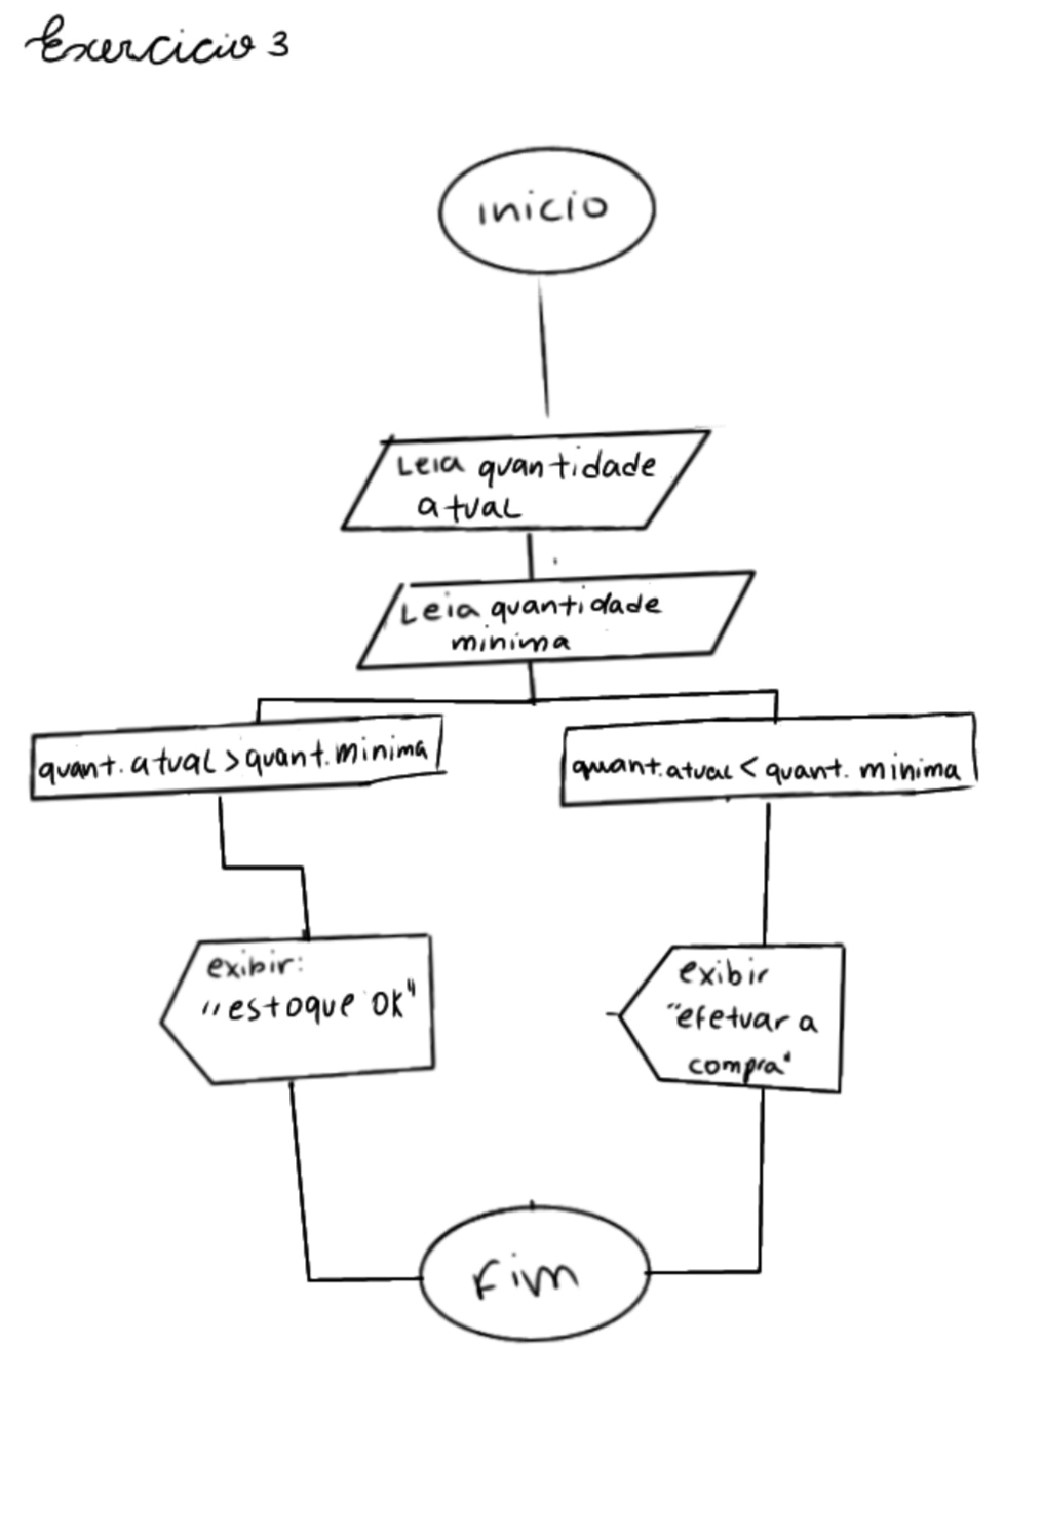 Exercicio 3
inicio
Leia quantidade
atual
Leia quantidade
minima
quant.atual > quant.minima
quant.atual < quant. minima
exibir:
"estoque ok"
exibir
"efetuar a
compra"
Fim